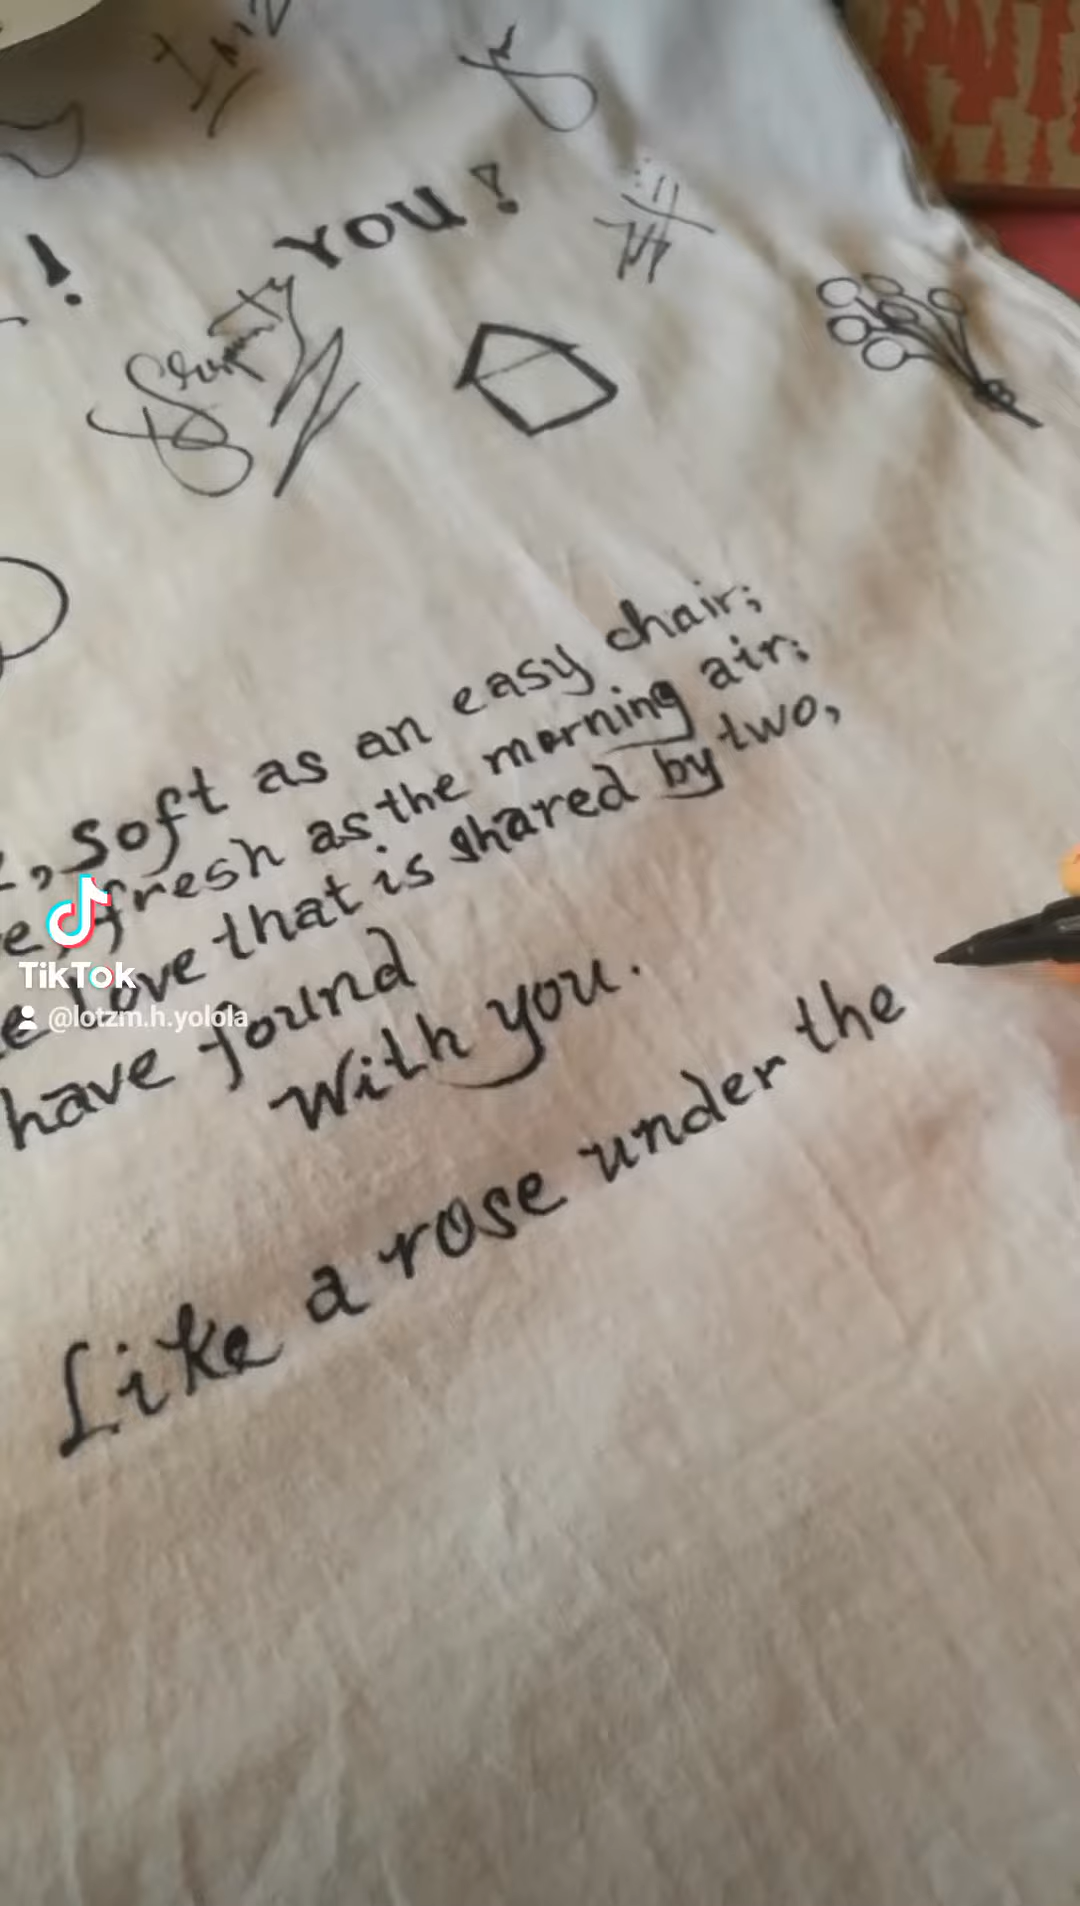 !
YOU!
, soft as an easy chair;
, fresh as the morning air;
love that is shared by two,
have found
With you.
Like a rose under the
TikTok
@lotzm.h.yolola